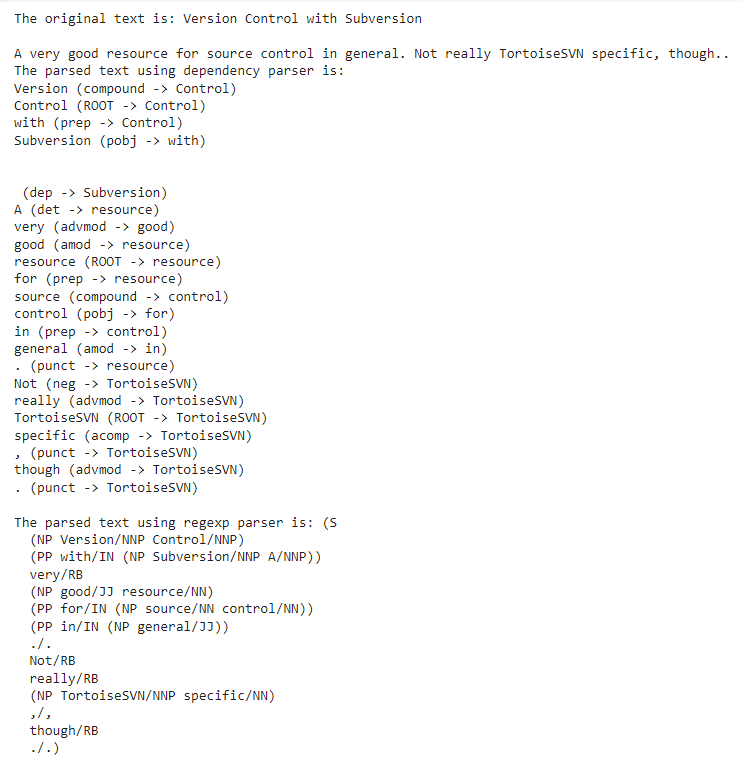 The original text is: Version Control with Subversion
A very good resource for source control in general. Not really TortoiseSVN specific, though..
The parsed text using dependency parser is:
Version (compound -> Control)
Control (ROOT -> Control)
with (prep -> Control)
Subversion (pobj -> with)
(dep -> Subversion)
A (det -> resource)
very (advmod -> good)
good (amod -> resource)
resource (ROOT -> resource)
for (prep -> resource)
source (compound -> control)
control (pobj -> for)
in (prep -> control)
general (amod -> in)
. (punct -> resource)
Not (neg -> TortoiseSVN)
really (advmod -> TortoiseSVN)
TortoiseSVN (ROOT -> TortoiseSVN)
specific (acomp -> TortoiseSVN)
, (punct -> TortoiseSVN)
though (advmod -> TortoiseSVN)
. (punct -> TortoiseSVN)
The parsed text using regexp parser is: (S
(NP Version/NNP Control/NNP)
(PP with/IN (NP Subversion/NNP A/NNP))
very/RB
(NP good/JJ resource/NN)
(PP for/IN (NP source/NN control/NN))
(PP in/IN (NP general/JJ))
./.
Not/RB
really/RB
(NP TortoiseSVN/NNP specific/NN)
,/,
though/RB
./.)